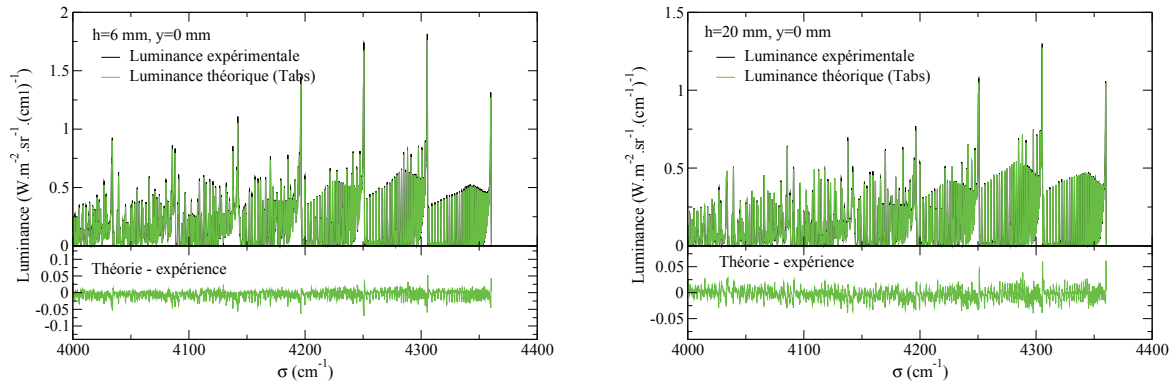 h=6 mm, y=0 mm
Luminance expérimentale
Luminance théorique (Tabs)
Luminance (W.m⁻².sr⁻¹.(cm1)⁻¹)
2
1.5
1
0.5
0
Théorie - expérience
0.1
0.05
0
-0.05
-0.1
4000 4100 4200 4300 4400
σ (cm⁻¹)
h=20 mm, y=0 mm
Luminance expérimentale
Luminance théorique (Tabs)
Luminance (W.m⁻².sr⁻¹.(cm⁻¹)⁻¹)
1.5
1
0.5
0
Théorie - expérience
0.05
0
-0.05
4000 4100 4200 4300 4400
σ (cm⁻¹)